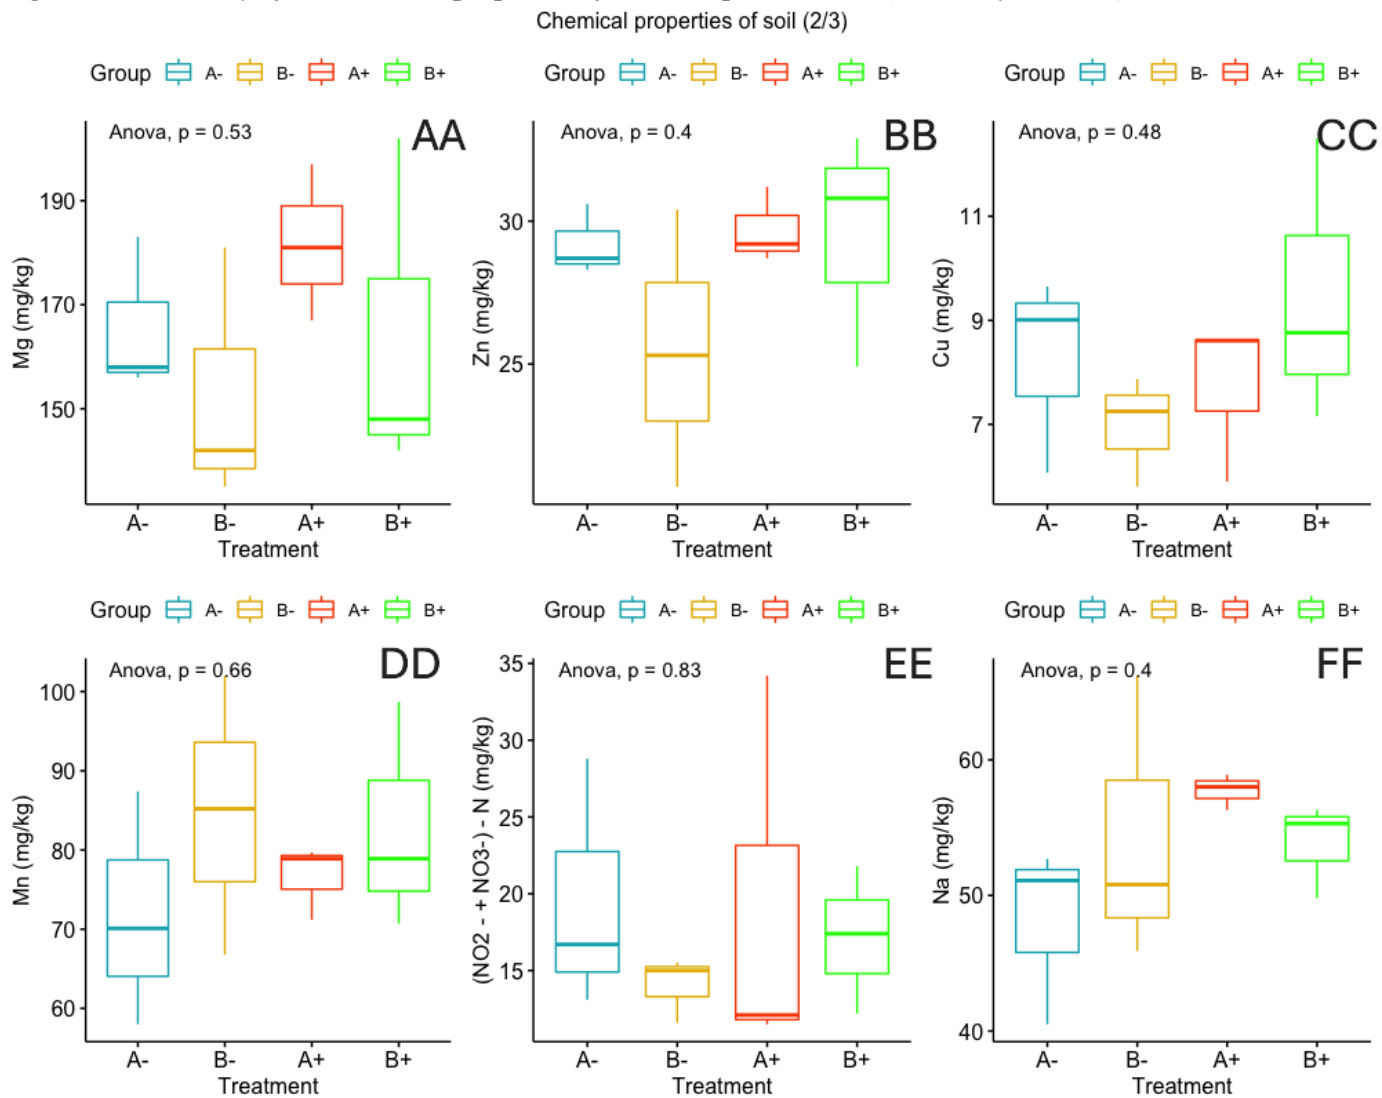 Chemical properties of soil (2/3)
Group A- B- A+ B+
Group A- B- A+ B+
Group A- B- A+ B+
Anova, p = 0.53
AA
Anova, p = 0.4
BB
Anova, p = 0.48
CC
Mg (mg/kg)
190
170
150
Zn (mg/kg)
30
25
Cu (mg/kg)
11
9
7
A- B- A+ B+
A- B- A+ B+
A- B- A+ B+
Treatment
Treatment
Treatment
Group A- B- A+ B+
Group A- B- A+ B+
Group A- B- A+ B+
Anova, p = 0.66
DD
Anova, p = 0.83
EE
Anova, p = 0.4
FF
Mn (mg/kg)
100
90
80
70
60
(NO2 - + NO3-) - N (mg/kg)
35
30
25
20
15
Na (mg/kg)
60
50
40
A- B- A+ B+
A- B- A+ B+
A- B- A+ B+
Treatment
Treatment
Treatment